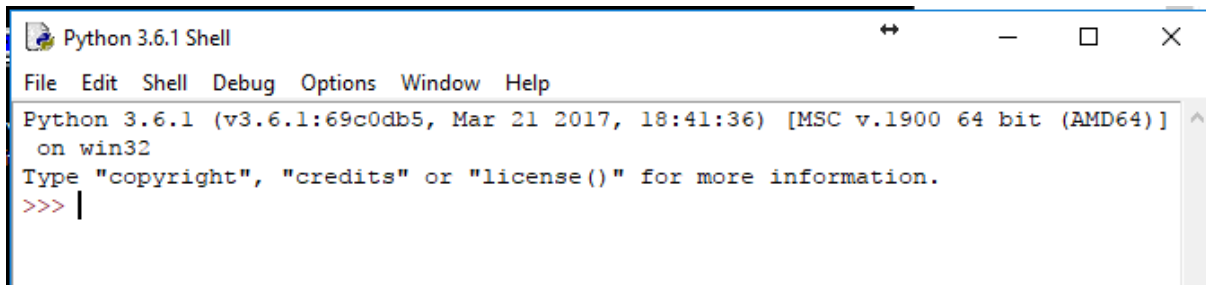 Python 3.6.1 Shell
File Edit Shell Debug Options Window Help
Python 3.6.1 (v3.6.1:69c0db5, Mar 21 2017, 18:41:36) [MSC v.1900 64 bit (AMD64)]
on win32
Type "copyright", "credits" or "license()" for more information.
>>>